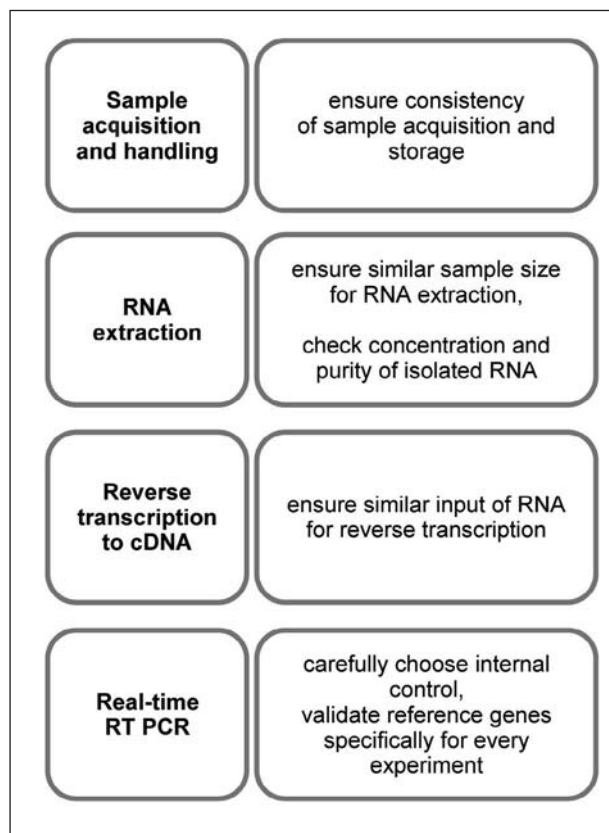 Sample
acquisition
and handling
ensure consistency
of sample acquisition and
storage
RNA
extraction
ensure similar sample size
for RNA extraction,
check concentration and
purity of isolated RNA
Reverse
transcription
to cDNA
ensure similar input of RNA
for reverse transcription
Real-time
RT PCR
carefully choose internal
control,
validate reference genes
specifically for every
experiment